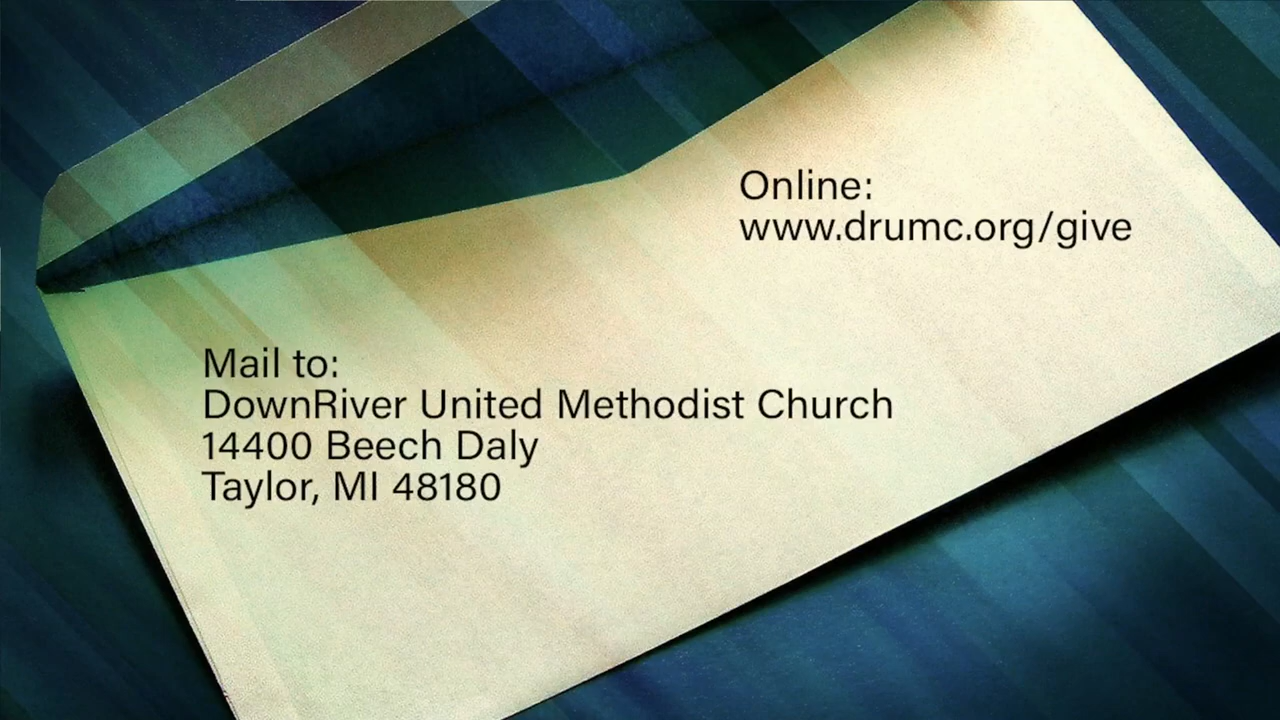 Online:
www.drumc.org/give
Mail to:
DownRiver United Methodist Church
14400 Beech Daly
Taylor, MI 48180